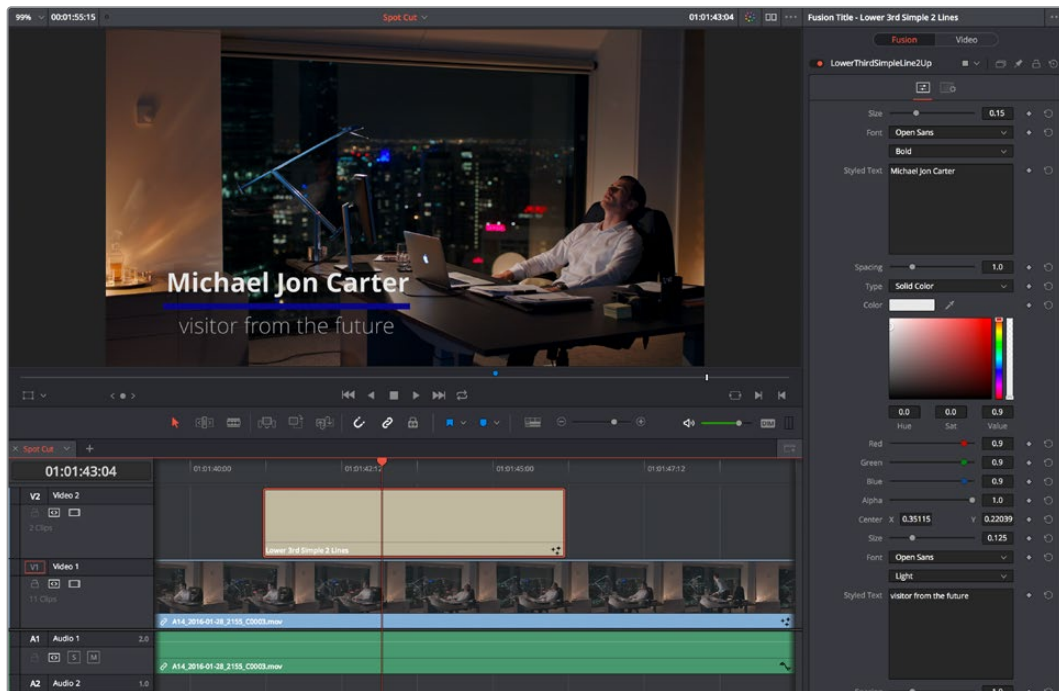 99%
00:01:55:15
Spot Cut
01:01:43:04
Fusion Title - Lower 3rd Simple 2 Lines
Fusion
Video
LowerThirdSimpleLine2Up
Size
0.15
Font
Open Sans
Bold
Styled Text
Michael Jon Carter
Spacing
1.0
Type
Solid Color
Color
0.0
0.0
0.9
Hue
Sat
Value
Red
0.9
Green
0.9
Blue
0.9
Alpha
1.0
Center
X
0.35115
Y
0.22039
Size
0.125
Font
Open Sans
Light
Styled Text
visitor from the future
Michael Jon Carter
visitor from the future
DIM
Spot Cut
01:01:43:04
01:01:40:00
01:01:42:12
01:01:45:00
01:01:47:12
V2
Video 2
2 Clips
Lower 3rd Simple 2 Lines
V1
Video 1
11 Clips
A14_2016-01-28_2155_C0003.mov
A1
Audio 1
2.0
S
M
A14_2016-01-28_2155_C0003.mov
A2
Audio 2
1.0